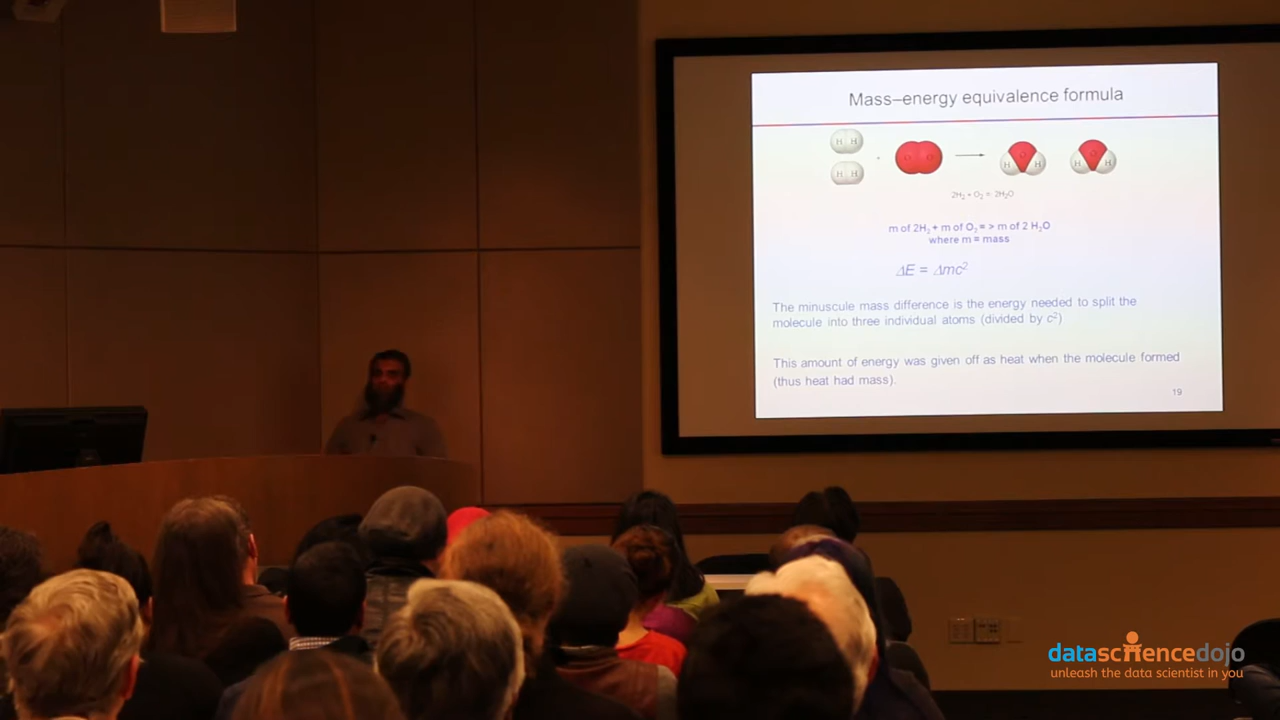 Mass–energy equivalence formula
H H
H H
O O
H O H
H O H
2H₂ + O₂ = 2H₂O
m of 2H₂ + m of O₂ = > m of 2 H₂O
where m = mass
ΔE = Δmc²
The minuscule mass difference is the energy needed to split the
molecule into three individual atoms (divided by c²)
This amount of energy was given off as heat when the molecule formed
(thus heat had mass).
19
datasciencedojo
unleash the data scientist in you